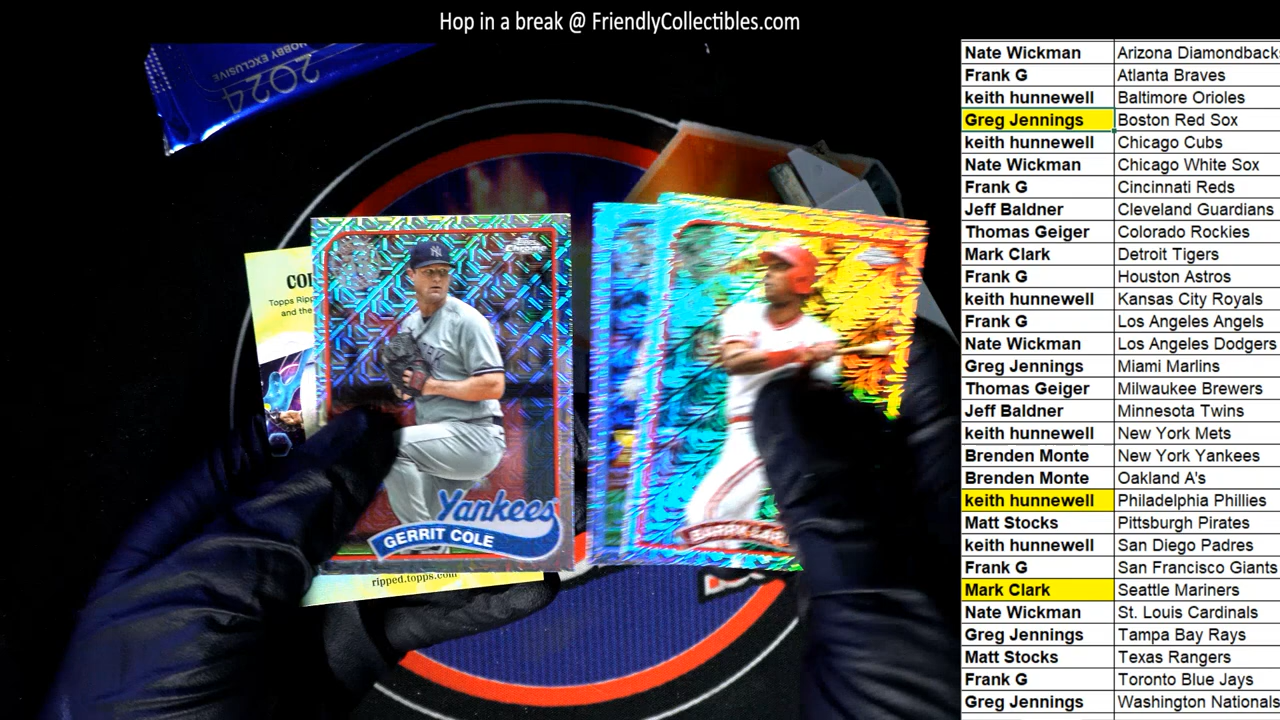 Hop in a break @ FriendlyCollectibles.com
HOBBY EXCLUSIVE
2024
Topps Ripp
and the
Chrome
Yankees
GERRIT COLE
BARRY LAR
ripped.topps.com
Nate Wickman Arizona Diamondbacks
Frank G Atlanta Braves
keith hunnewell Baltimore Orioles
Greg Jennings Boston Red Sox
keith hunnewell Chicago Cubs
Nate Wickman Chicago White Sox
Frank G Cincinnati Reds
Jeff Baldner Cleveland Guardians
Thomas Geiger Colorado Rockies
Mark Clark Detroit Tigers
Frank G Houston Astros
keith hunnewell Kansas City Royals
Frank G Los Angeles Angels
Nate Wickman Los Angeles Dodgers
Greg Jennings Miami Marlins
Thomas Geiger Milwaukee Brewers
Jeff Baldner Minnesota Twins
keith hunnewell New York Mets
Brenden Monte New York Yankees
Brenden Monte Oakland A's
keith hunnewell Philadelphia Phillies
Matt Stocks Pittsburgh Pirates
keith hunnewell San Diego Padres
Frank G San Francisco Giants
Mark Clark Seattle Mariners
Nate Wickman St. Louis Cardinals
Greg Jennings Tampa Bay Rays
Matt Stocks Texas Rangers
Frank G Toronto Blue Jays
Greg Jennings Washington Nationals